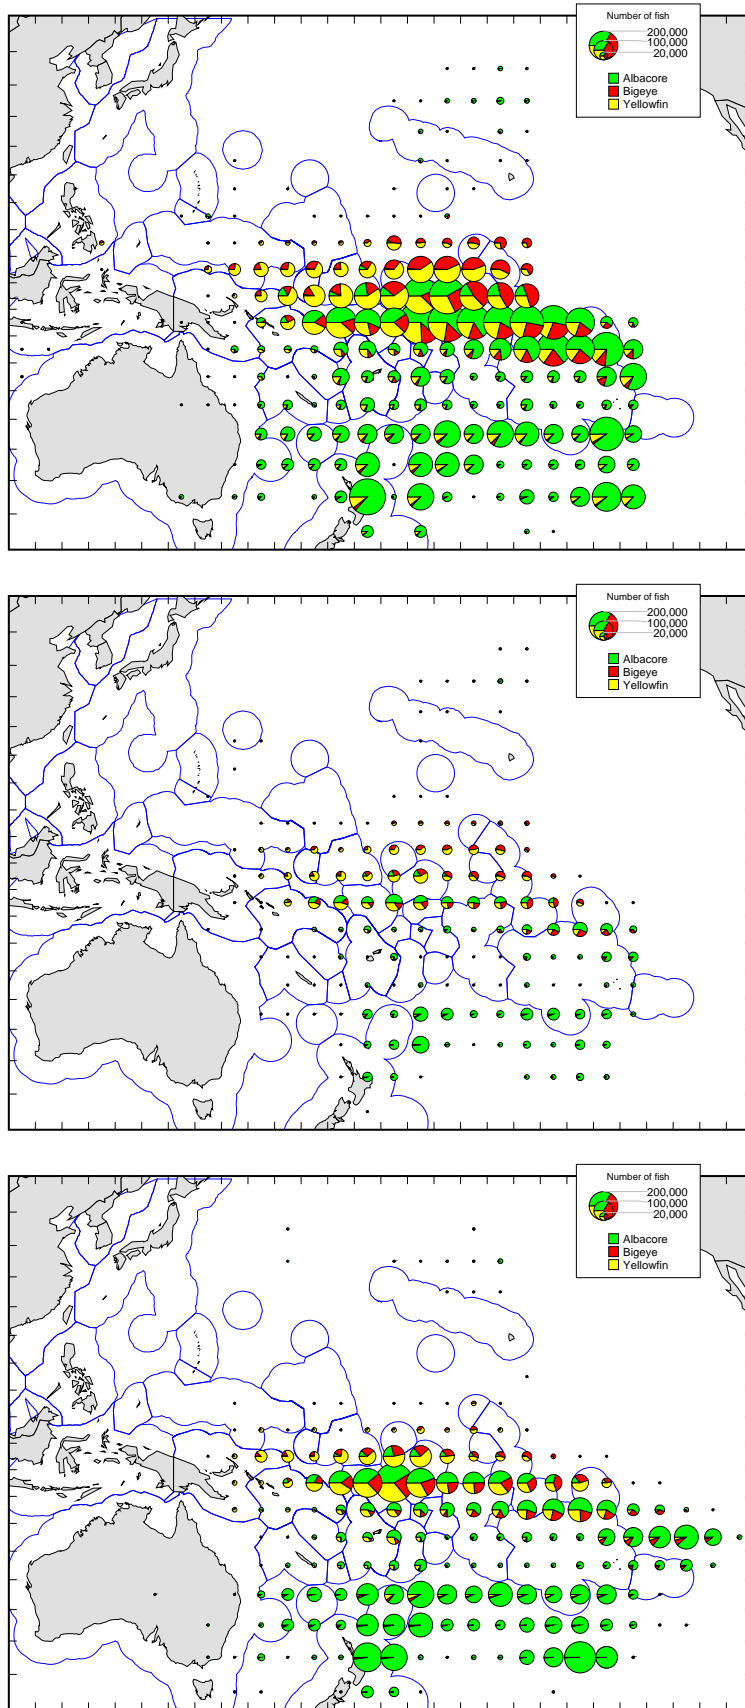 Number of fish
200,000
100,000
20,000
Albacore
Bigeye
Yellowfin
Number of fish
200,000
100,000
20,000
Albacore
Bigeye
Yellowfin
Number of fish
200,000
100,000
20,000
Albacore
Bigeye
Yellowfin